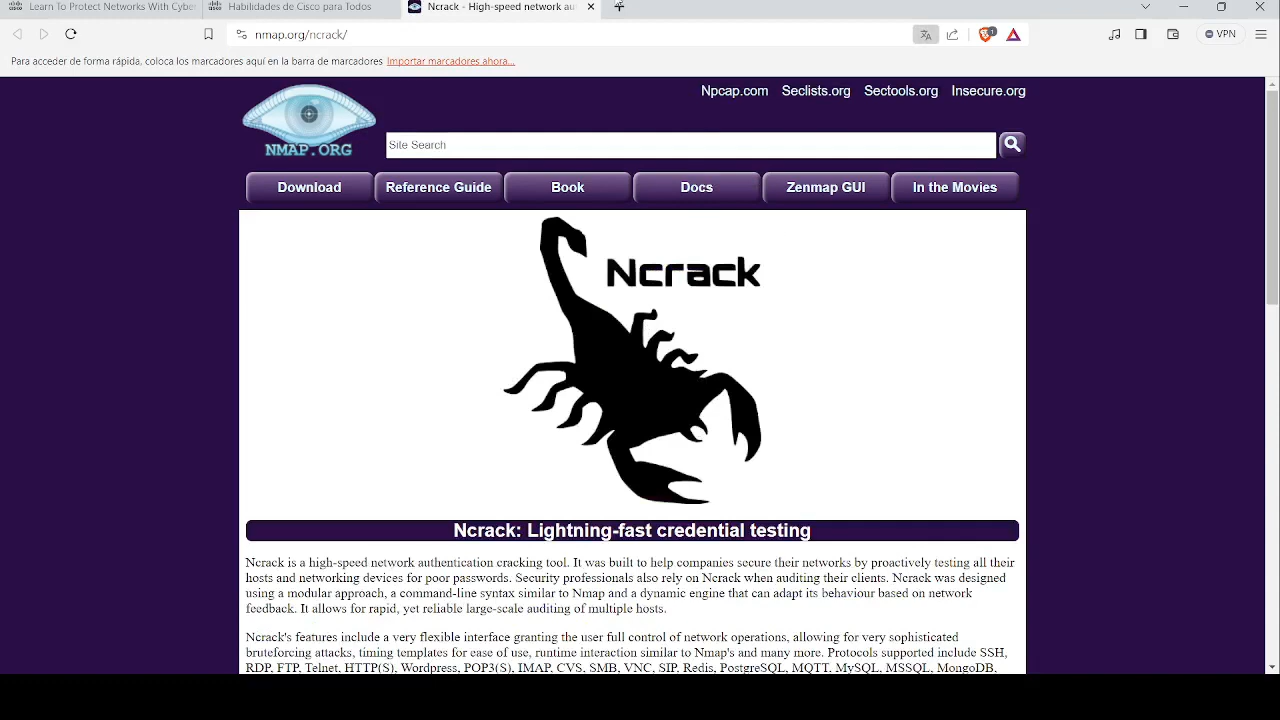 Learn To Protect Networks With Cyber
Habilidades de Cisco para Todos
Ncrack - High-speed network au
nmap.org/ncrack/
1
VPN
Para acceder de forma rápida, coloca los marcadores aquí en la barra de marcadores Importar marcadores ahora...
Npcap.com Seclists.org Sectools.org Insecure.org
NMAP.ORG
Site Search
Download Reference Guide Book Docs Zenmap GUI In the Movies
Ncrack
Ncrack: Lightning-fast credential testing
Ncrack is a high-speed network authentication cracking tool. It was built to help companies secure their networks by proactively testing all their
hosts and networking devices for poor passwords. Security professionals also rely on Ncrack when auditing their clients. Ncrack was designed
using a modular approach, a command-line syntax similar to Nmap and a dynamic engine that can adapt its behaviour based on network
feedback. It allows for rapid, yet reliable large-scale auditing of multiple hosts.
Ncrack's features include a very flexible interface granting the user full control of network operations, allowing for very sophisticated
bruteforcing attacks, timing templates for ease of use, runtime interaction similar to Nmap's and many more. Protocols supported include SSH,
RDP, FTP, Telnet, HTTP(S), Wordpress, POP3(S), IMAP, CVS, SMB, VNC, SIP, Redis, PostgreSQL, MQTT, MySQL, MSSQL, MongoDB,